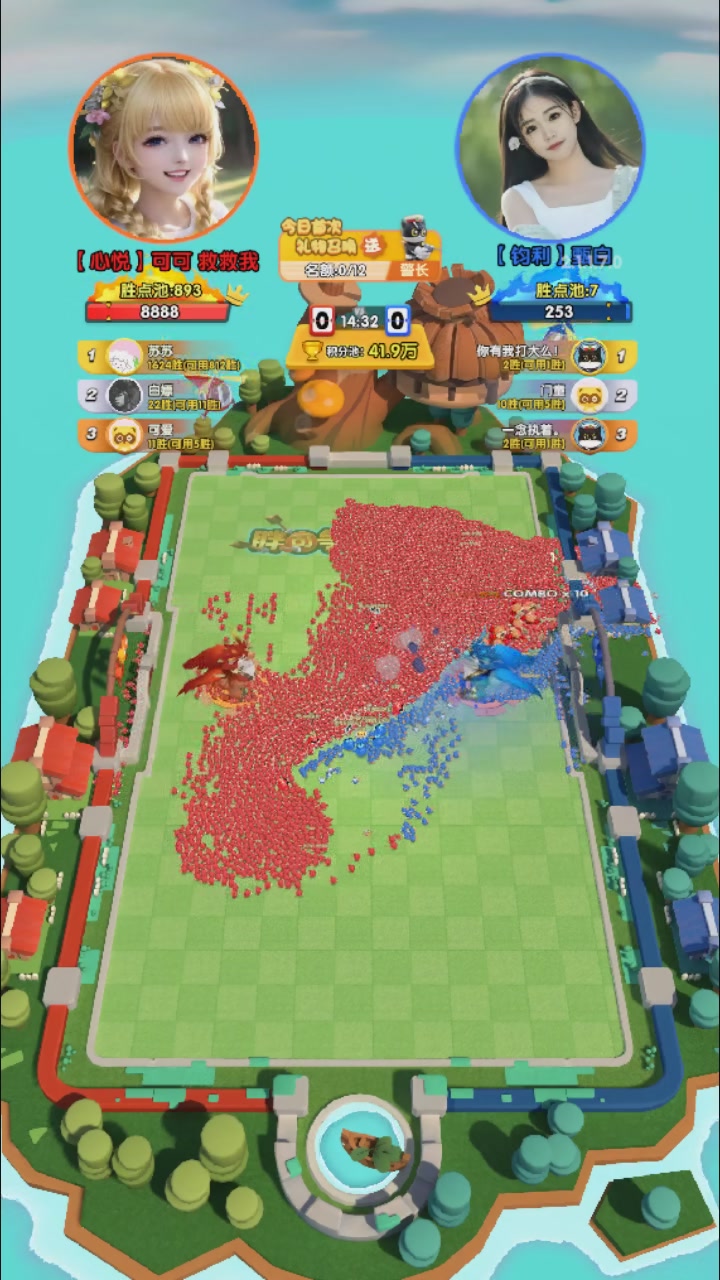 今日首次
礼物召唤 送
名额:0/12 警长
【心悦】可可 救救我
【钧利】
胜点池:893
8888
胜点池:7
253
0 14:32 0
积分池: 41.9万
1 苏苏
1624胜(可用812胜)
2
22胜(可用11胜)
3 可爱
11胜(可用5胜)
你有我打大么! 1
2胜(可用1胜)
2
0胜(可用5胜)
一念执着. 3
2胜(可用1胜)
COMBO x 10